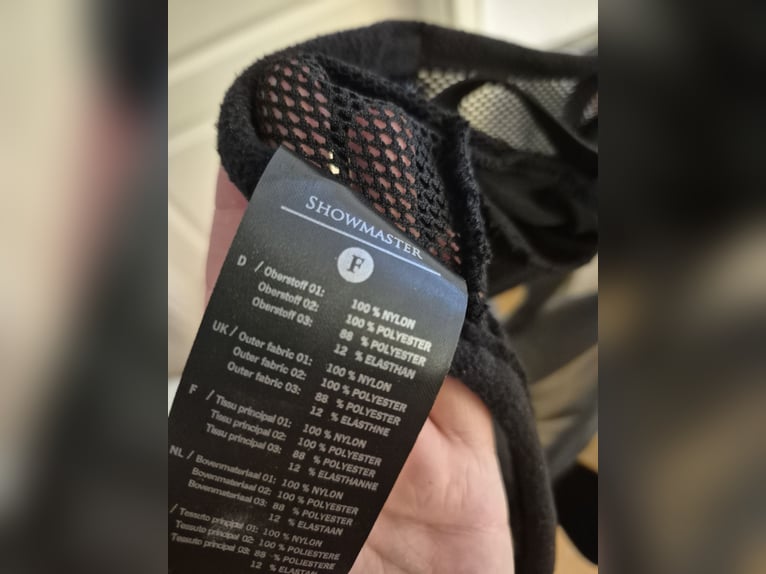 SHOWMASTER
F
D / Oberstoff 01: 100 % NYLON
Oberstoff 02: 100 % POLYESTER
Oberstoff 03: 88 % POLYESTER
12 % ELASTHAN
UK / Outer fabric 01: 100 % NYLON
Outer fabric 02: 100 % POLYESTER
Outer fabric 03: 88 % POLYESTER
12 % ELASTHNE
F / Tissu principal 01: 100 % NYLON
Tissu principal 02: 100 % POLYESTER
Tissu principal 03: 88 % POLYESTER
12 % ELASTHANNE
NL / Bovenmateriaal 01: 100 % NYLON
Bovenmateriaal 02: 100 % POLYESTER
Bovenmateriaal 03: 88 % POLYESTER
12 % ELASTAAN
/ Tessuto principal 01: 100 % NYLON
Tessuto principal 02: 100 % POLIESTERE
Tessuto principal 03: 88 % POLIESTERE
12 % ELASTAN